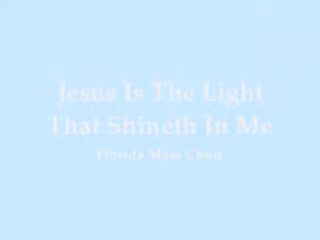 Jesus Is The Light
That Shineth In Me
Florida Mass Choir